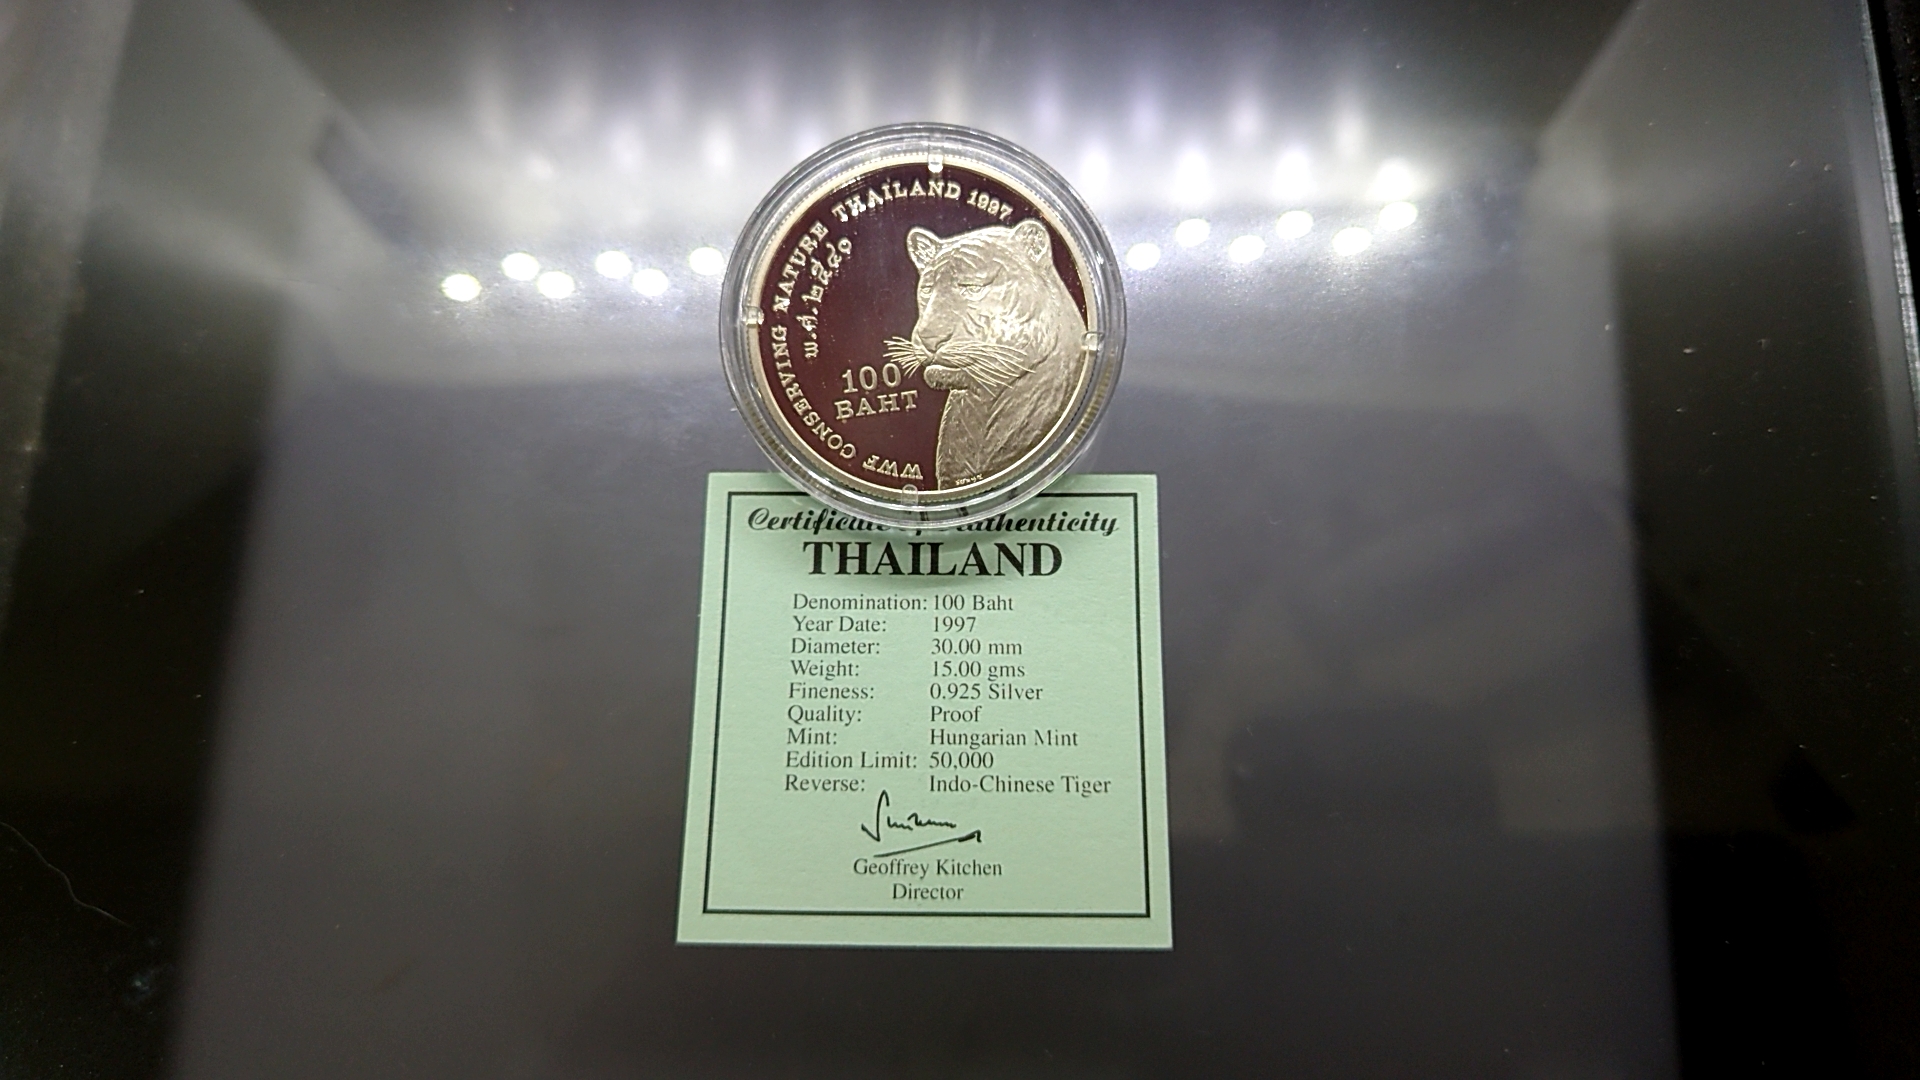 WWF CONSERVING NATURE THAILAND 1997
พ.ศ. ๒๕๔๐
100
BAHT
Certificate Authenticity
THAILAND
Denomination: 100 Baht
Year Date: 1997
Diameter: 30.00 mm
Weight: 15.00 gms
Fineness: 0.925 Silver
Quality: Proof
Mint: Hungarian Mint
Edition Limit: 50,000
Reverse: Indo-Chinese Tiger
Geoffrey Kitchen
Director